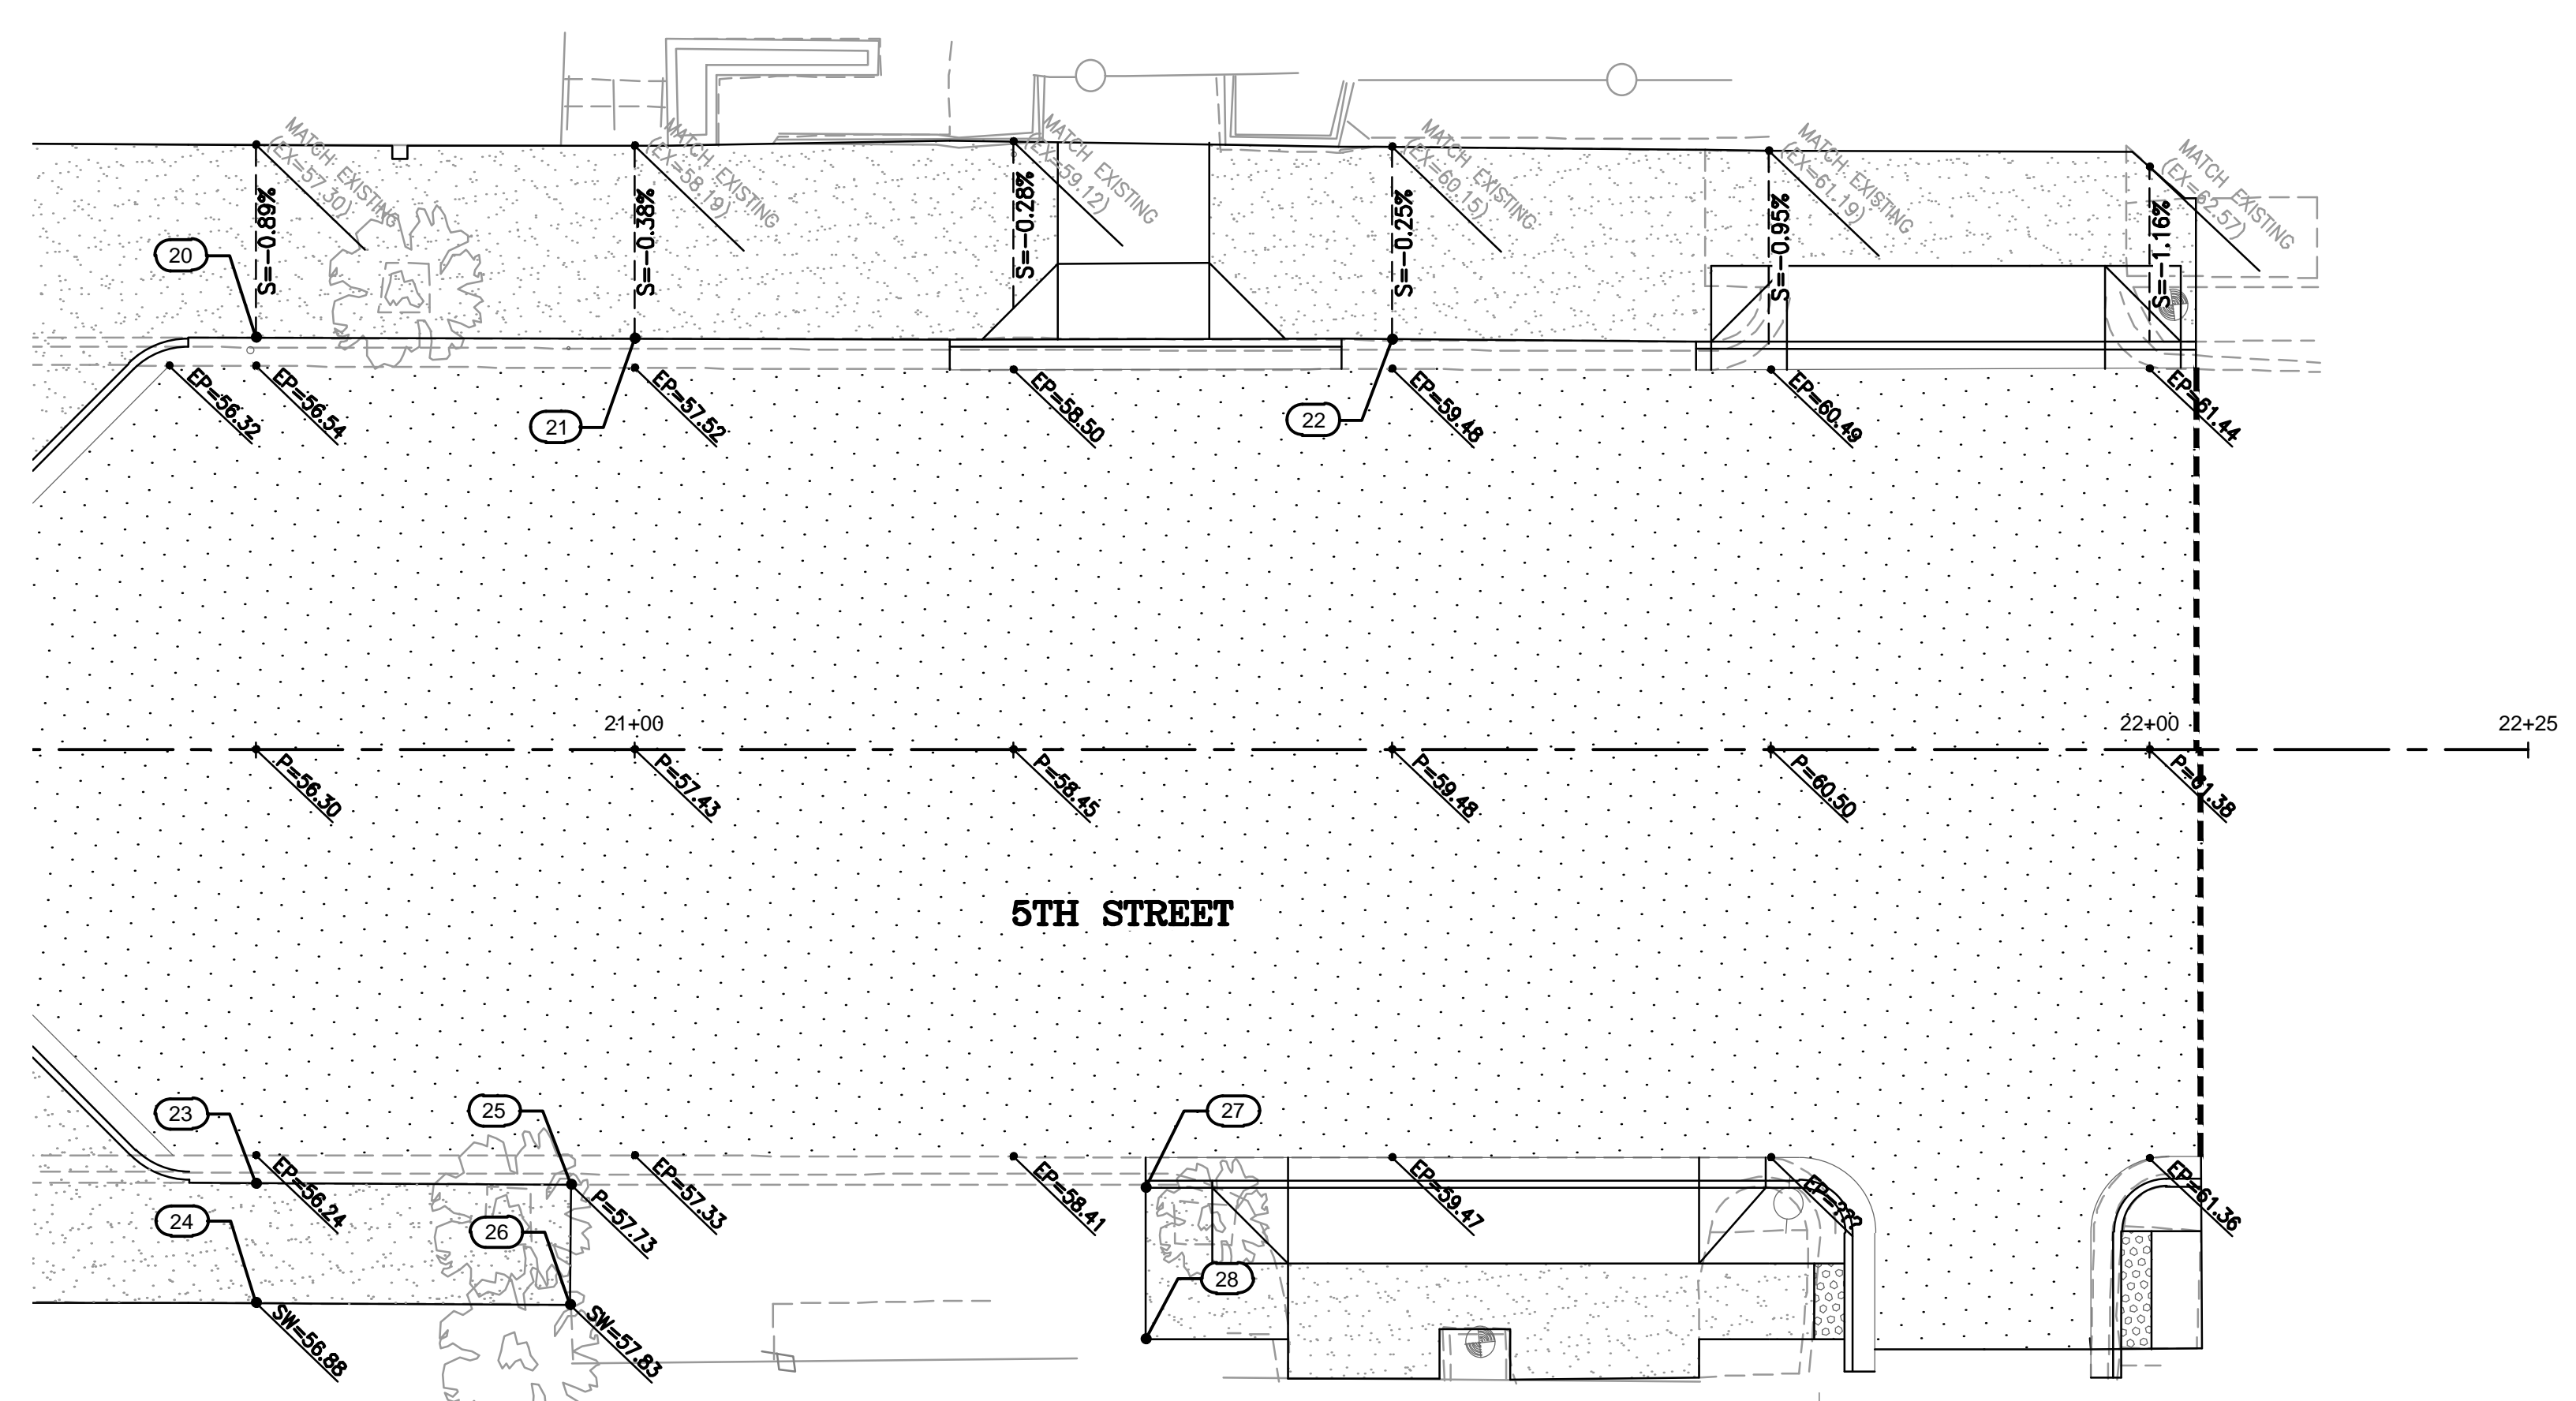 MATCH EXISTING
(EX=57.30)
MATCH EXISTING
(EX=58.19)
MATCH EXISTING
(EX=59.12)
MATCH EXISTING
(EX=60.15)
MATCH EXISTING
(EX=61.19)
MATCH EXISTING
(EX=62.57)
S=-0.89%
S=-0.38%
S=-0.28%
S=-0.25%
S=-0.95%
S=-1.16%
20
21
22
EP=56.32
EP=56.54
EP=57.52
EP=58.50
EP=59.48
EP=60.49
EP=61.44
21+00
22+00
22+25
P=56.30
P=57.43
P=58.45
P=59.48
P=60.50
P=61.38
5TH STREET
23
25
27
EP=56.24
P=57.73
EP=57.33
EP=58.41
EP=59.47
EP=???
EP=61.36
24
26
28
SW=56.88
SW=57.83